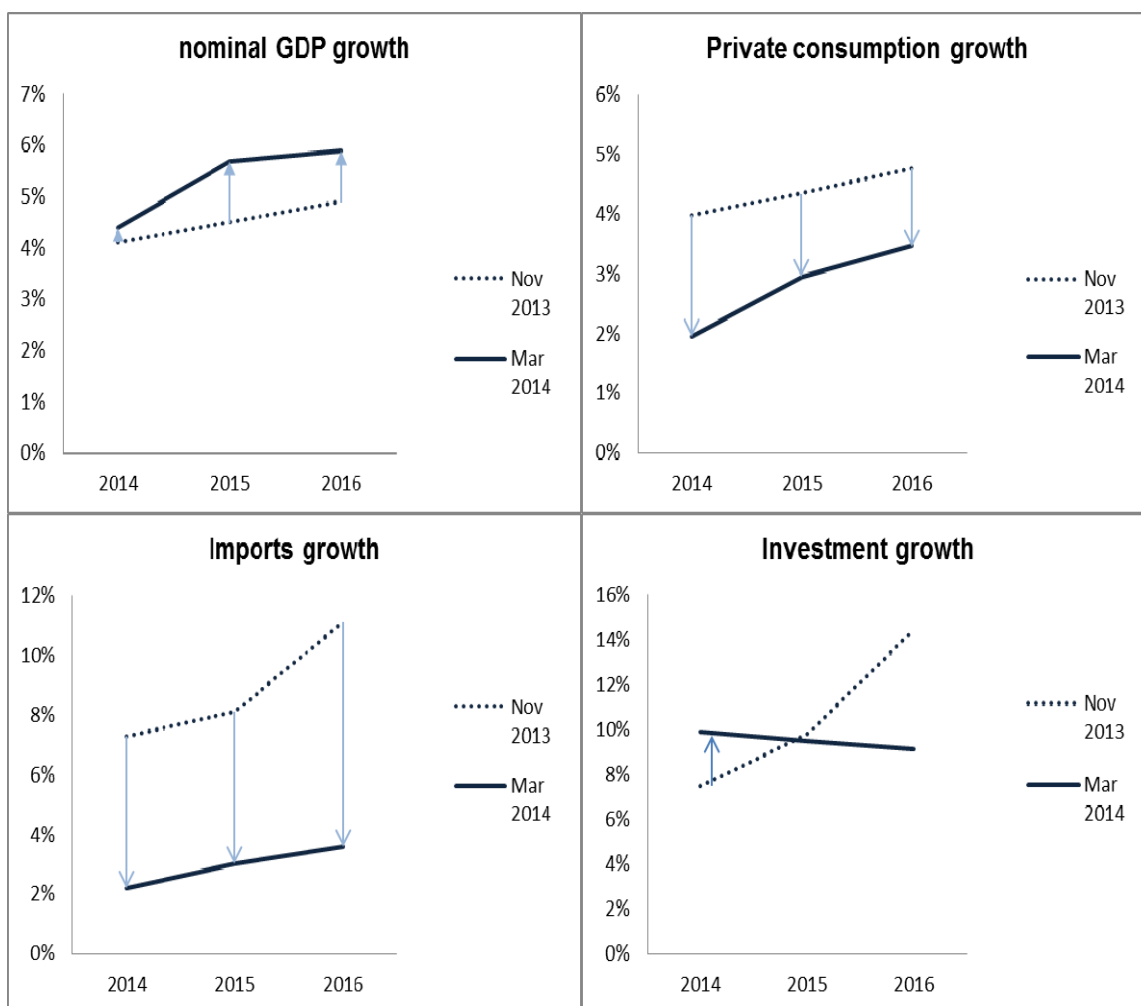 nominal GDP growth
7%
6%
5%
4%
3%
2%
1%
0%
2014 2015 2016
Nov
2013
Mar
2014
Private consumption growth
6%
5%
4%
3%
2%
1%
0%
2014 2015 2016
Nov
2013
Mar
2014
Imports growth
12%
10%
8%
6%
4%
2%
0%
2014 2015 2016
Nov
2013
Mar
2014
Investment growth
16%
14%
12%
10%
8%
6%
4%
2%
0%
2014 2015 2016
Nov
2013
Mar
2014